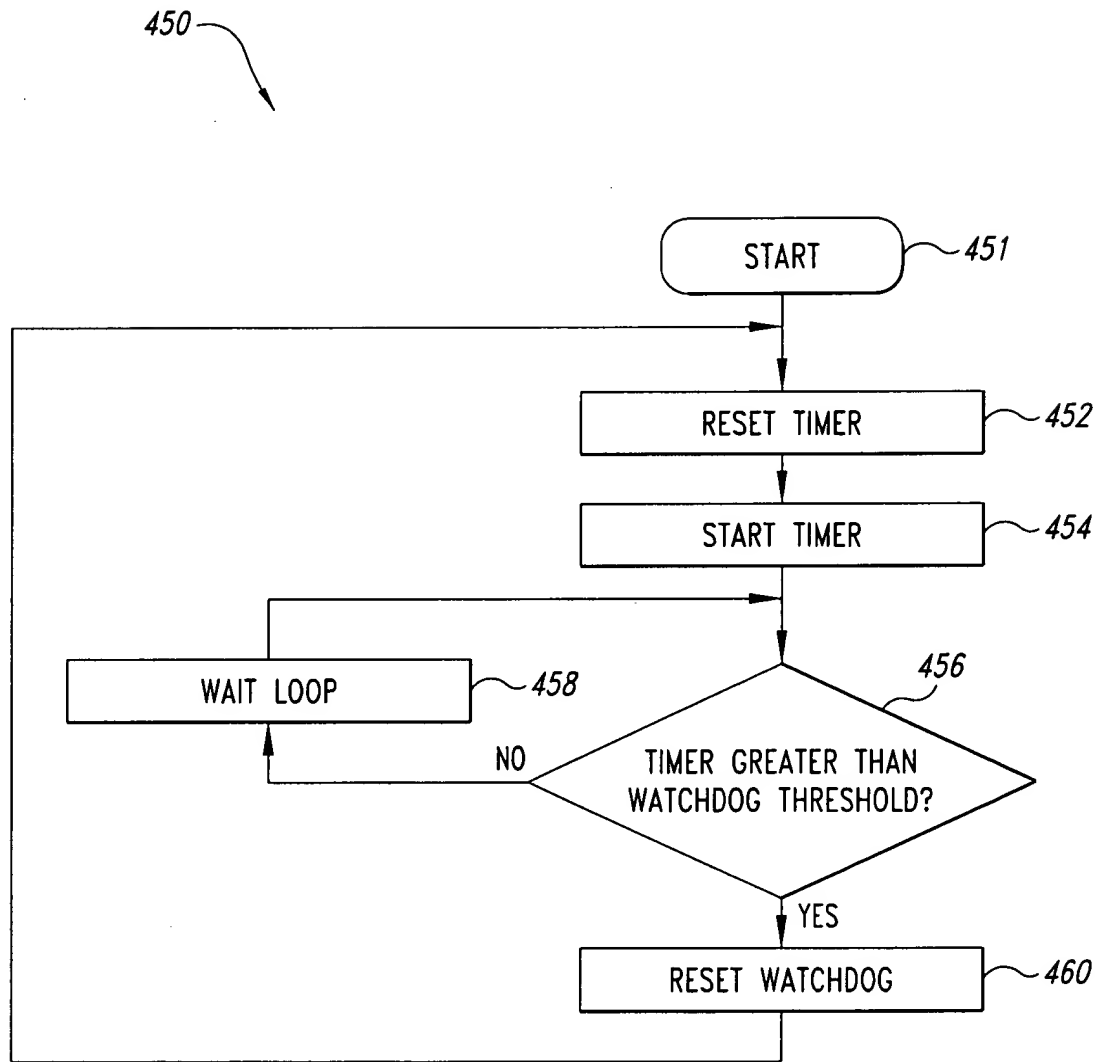 450
START
451
RESET TIMER
452
START TIMER
454
WAIT LOOP
458
456
TIMER GREATER THAN
WATCHDOG THRESHOLD?
NO
YES
RESET WATCHDOG
460